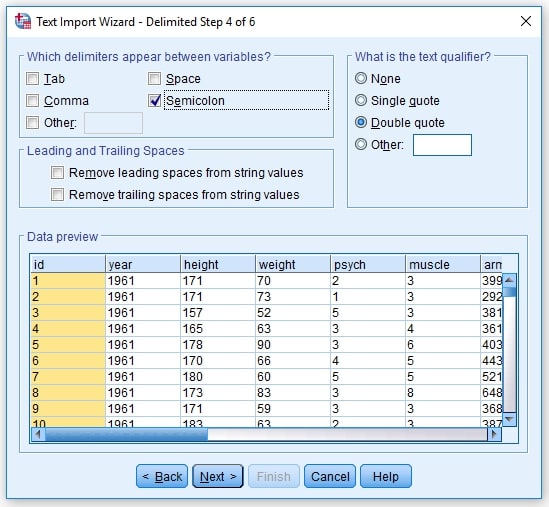 Text Import Wizard - Delimited Step 4 of 6
Which delimiters appear between variables?
Tab Space
Comma Semicolon
Other:
What is the text qualifier?
None
Single quote
Double quote
Other:
Leading and Trailing Spaces
Remove leading spaces from string values
Remove trailing spaces from string values
Data preview
id year height weight psych muscle arm
1 1961 171 70 2 3 399
2 1961 171 73 1 3 292
3 1961 157 52 5 3 381
4 1961 165 63 3 4 361
5 1961 178 90 3 6 403
6 1961 170 66 4 5 443
7 1961 180 60 5 5 521
8 1961 173 83 3 8 648
9 1961 171 59 3 3 368
10 1961 183 63 2 3 387
< Back Next > Finish Cancel Help